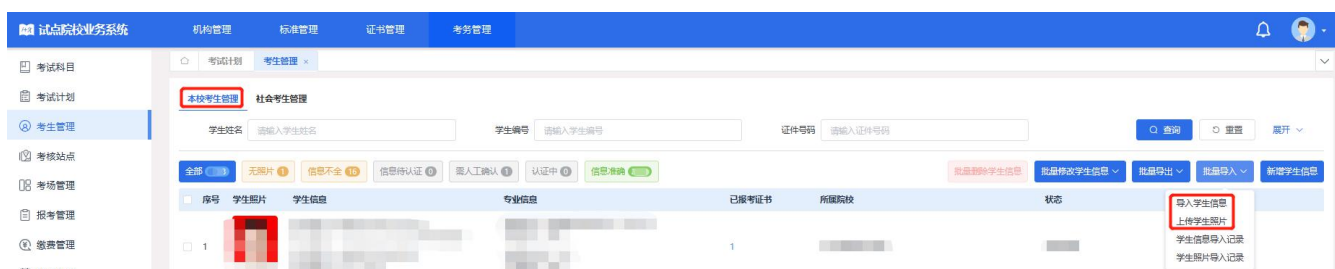 试点院校业务系统 机构管理 标准管理 证书管理 考务管理
考试科目
考试计划
考生管理
考核站点
考场管理
报考管理
缴费管理
考试计划 考生管理 ×
本校考生管理 社会考生管理
学生姓名 请输入学生姓名 学生编号 请输入学生编号 证件号码 请输入证件号码 查询 重置 展开
全部 无照片 1 信息不全 16 信息待认证 0 需人工确认 0 认证中 0 信息准确 批量删除学生信息 批量修改学生信息 批量导出 批量导入 新增学生信息
序号 学生照片 学生信息 专业信息 已报考证书 所属院校 状态
1 1
导入学生信息
上传学生照片
学生信息导入记录
学生照片导入记录